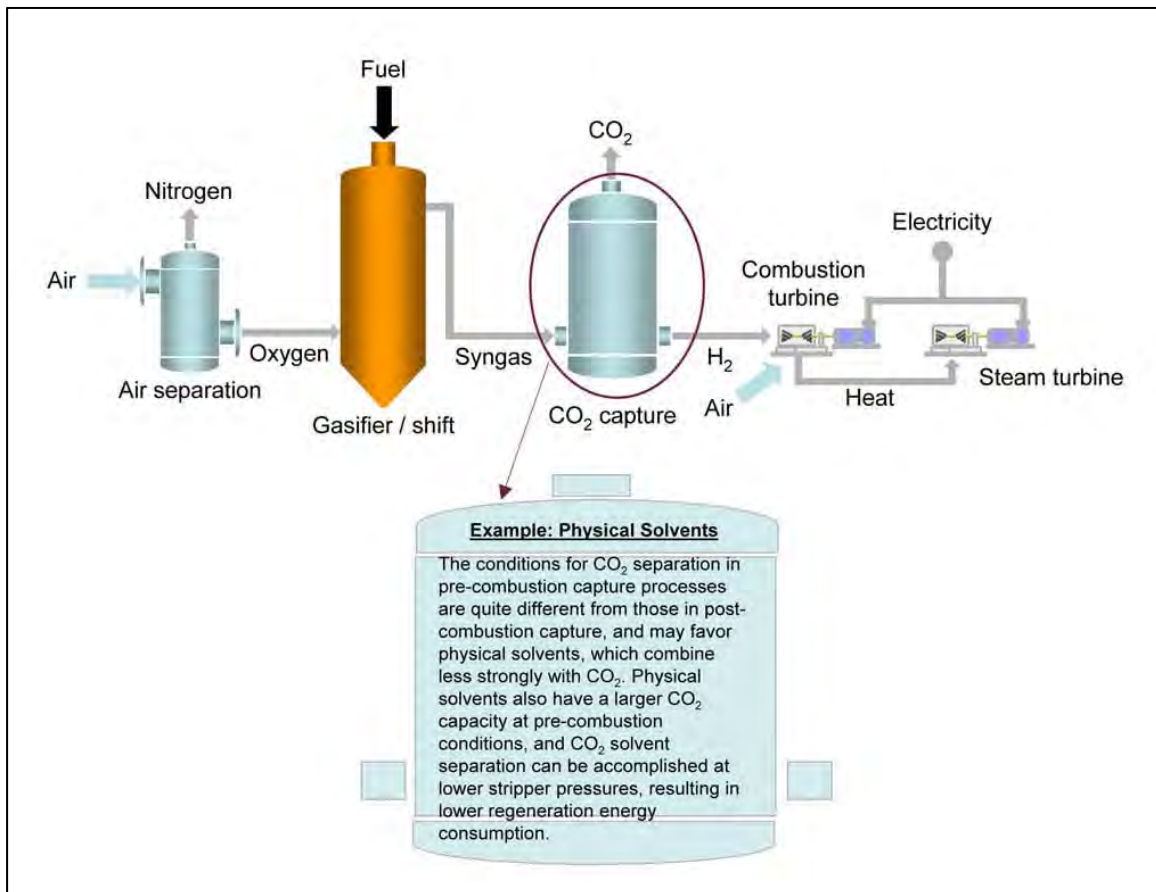 Fuel
CO₂
Nitrogen
Electricity
Air
Combustion
turbine
Oxygen
Syngas
H₂
Air separation
Steam turbine
Air
Heat
Gasifier / shift
CO₂ capture
Example: Physical Solvents
The conditions for CO₂ separation in
pre-combustion capture processes
are quite different from those in post-
combustion capture, and may favor
physical solvents, which combine
less strongly with CO₂. Physical
solvents also have a larger CO₂
capacity at pre-combustion
conditions, and CO₂ solvent
separation can be accomplished at
lower stripper pressures, resulting in
lower regeneration energy
consumption.